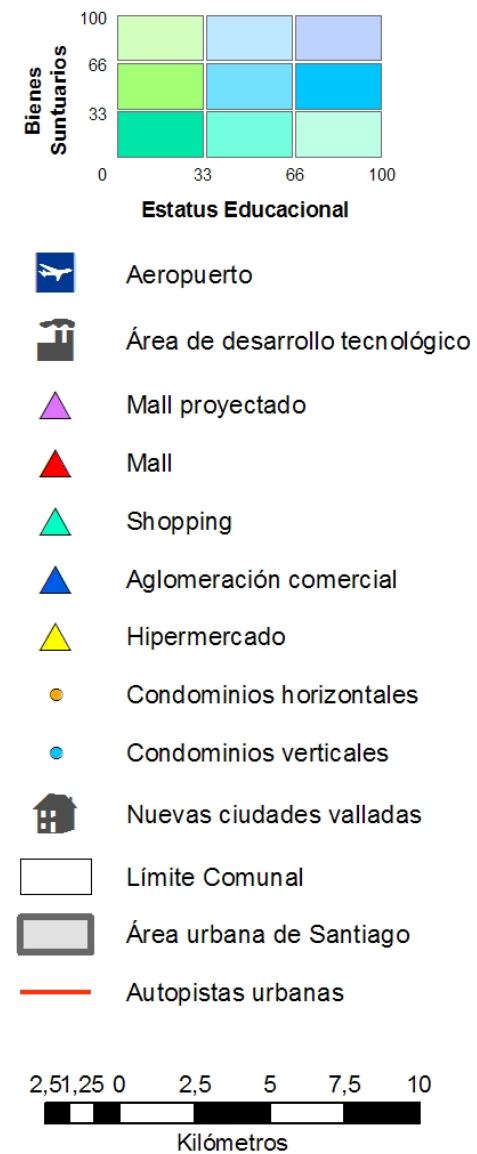 100
66
33
0 33 66 100
Bienes
Suntuarios
Estatus Educacional
Aeropuerto
Área de desarrollo tecnológico
Mall proyectado
Mall
Shopping
Aglomeración comercial
Hipermercado
Condominios horizontales
Condominios verticales
Nuevas ciudades valladas
Límite Comunal
Área urbana de Santiago
Autopistas urbanas
2,51,25 0 2,5 5 7,5 10
Kilómetros